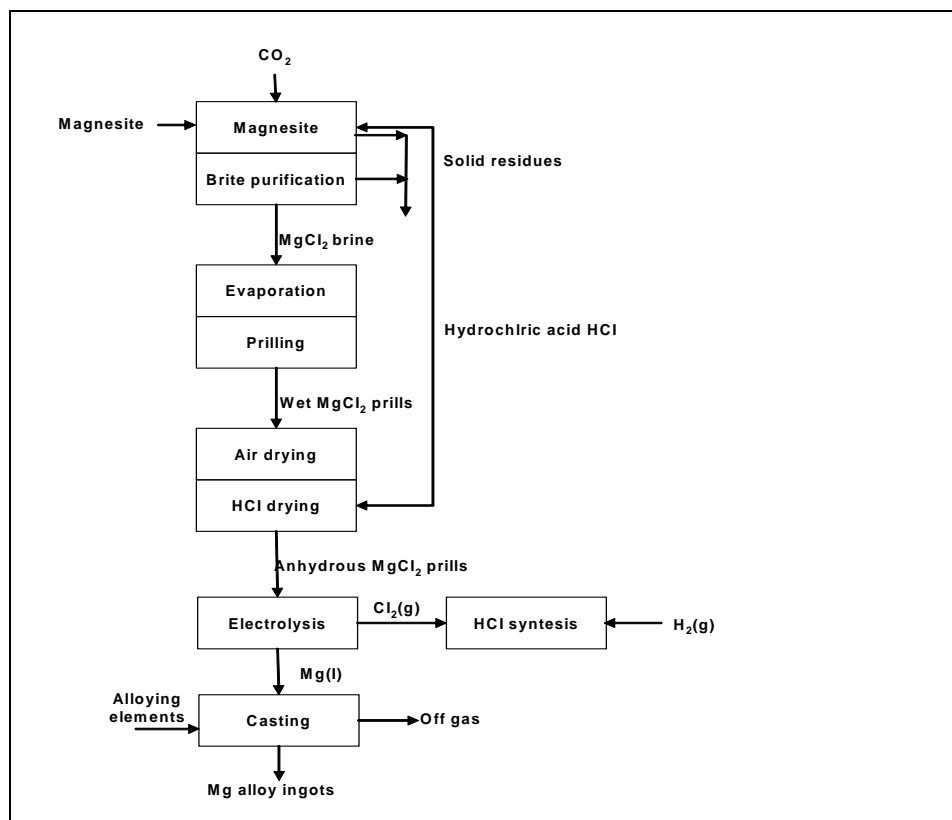 CO₂
Magnesite
Magnesite
Solid residues
Brite purification
MgCl₂ brine
Evaporation
Hydrochlric acid HCl
Prilling
Wet MgCl₂ prills
Air drying
HCl drying
Anhydrous MgCl₂ prills
Cl₂(g)
Electrolysis
HCl syntesis
H₂(g)
Mg(l)
Alloying
elements
Casting
Off gas
Mg alloy ingots